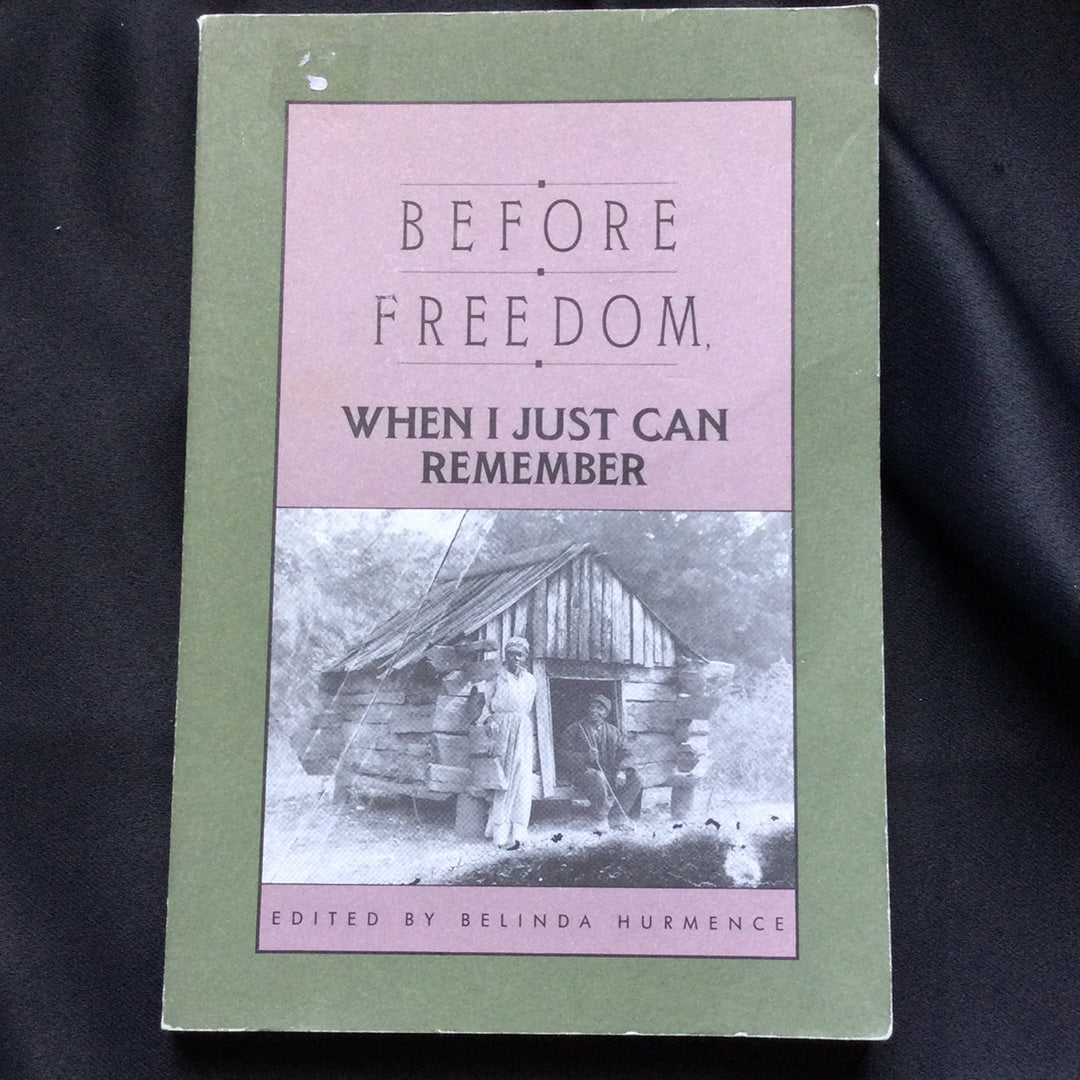 BEFORE
FREEDOM,
WHEN I JUST CAN
REMEMBER
EDITED BY BELINDA HURMENCE